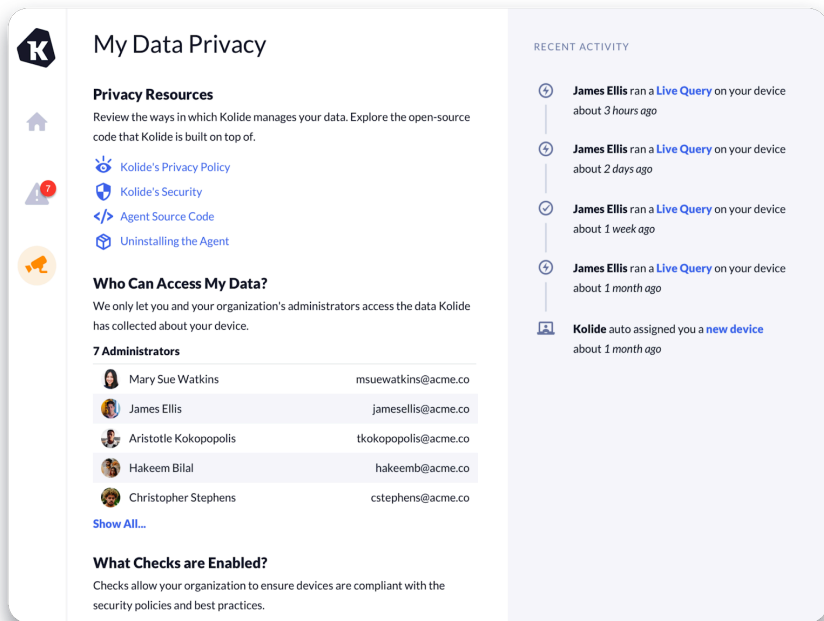 K
My Data Privacy
Privacy Resources
Review the ways in which Kolide manages your data. Explore the open-source
code that Kolide is built on top of.
Kolide's Privacy Policy
Kolide's Security
</> Agent Source Code
Uninstalling the Agent
7
Who Can Access My Data?
We only let you and your organization's administrators access the data Kolide
has collected about your device.
7 Administrators
Mary Sue Watkins msuewatkins@acme.co
James Ellis jamesellis@acme.co
Aristotle Kokopopolis tkokopopolis@acme.co
Hakeem Bilal hakeemb@acme.co
Christopher Stephens cstephens@acme.co
Show All...
What Checks are Enabled?
Checks allow your organization to ensure devices are compliant with the
security policies and best practices.
RECENT ACTIVITY
James Ellis ran a Live Query on your device
about 3 hours ago
James Ellis ran a Live Query on your device
about 2 days ago
James Ellis ran a Live Query on your device
about 1 week ago
James Ellis ran a Live Query on your device
about 1 month ago
Kolide auto assigned you a new device
about 1 month ago